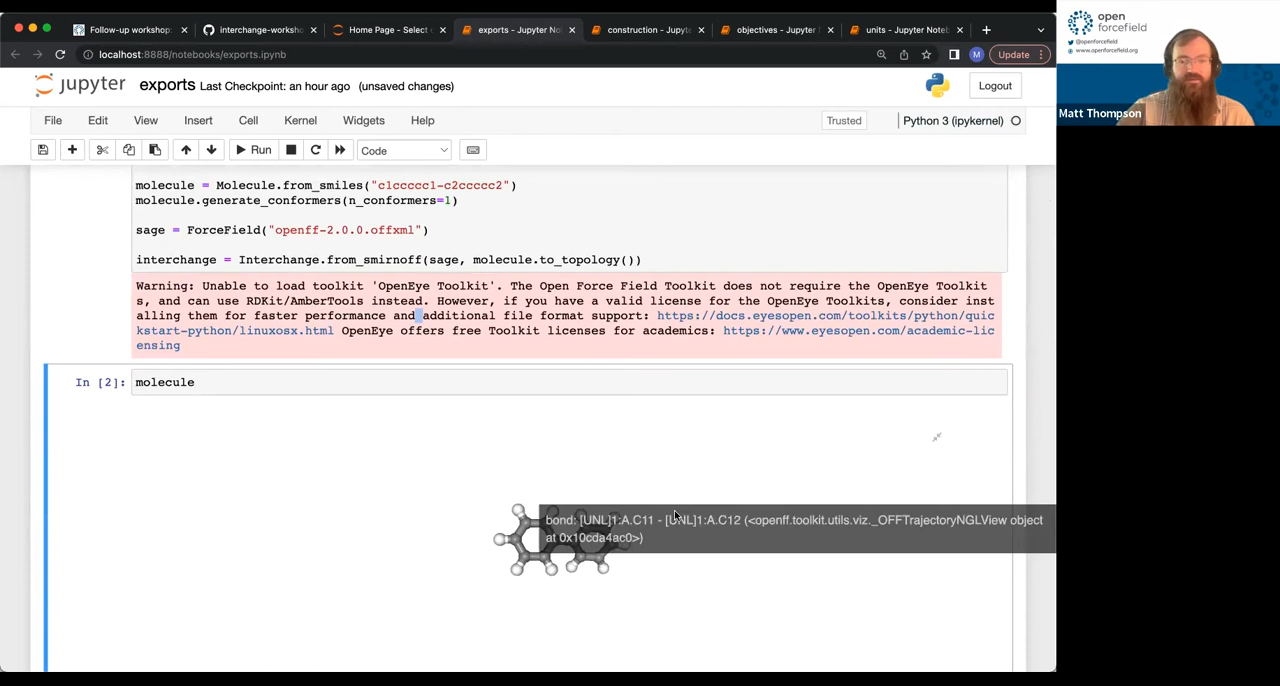 Follow-up workshop:
interchange-worksho
Home Page - Select
exports - Jupyter No
construction - Jupyte
objectives - Jupyter
units - Jupyter Noteb
localhost:8888/notebooks/exports.ipynb
M
Update
jupyter exports Last Checkpoint: an hour ago (unsaved changes)
Logout
File Edit View Insert Cell Kernel Widgets Help
Trusted
Python 3 (ipykernel)
Run
Code
molecule = Molecule.from_smiles("c1ccccc1-c2ccccc2")
molecule.generate_conformers(n_conformers=1)
sage = ForceField("openff-2.0.0.offxml")
interchange = Interchange.from_smirnoff(sage, molecule.to_topology())
Warning: Unable to load toolkit 'OpenEye Toolkit'. The Open Force Field Toolkit does not require the OpenEye Toolkit
s, and can use RDKit/AmberTools instead. However, if you have a valid license for the OpenEye Toolkits, consider inst
alling them for faster performance and additional file format support: https://docs.eyesopen.com/toolkits/python/quic
kstart-python/linuxosx.html OpenEye offers free Toolkit licenses for academics: https://www.eyesopen.com/academic-lic
ensing
In [2]: molecule
bond: [UNL]1:A.C11 - [UNL]1:A.C12 (<openff.toolkit.utils.viz._OFFTrajectoryNGLView object
at 0x10cda4ac0>)
open
forcefield
@openforcefield
www.openforcefield.org
Matt Thompson